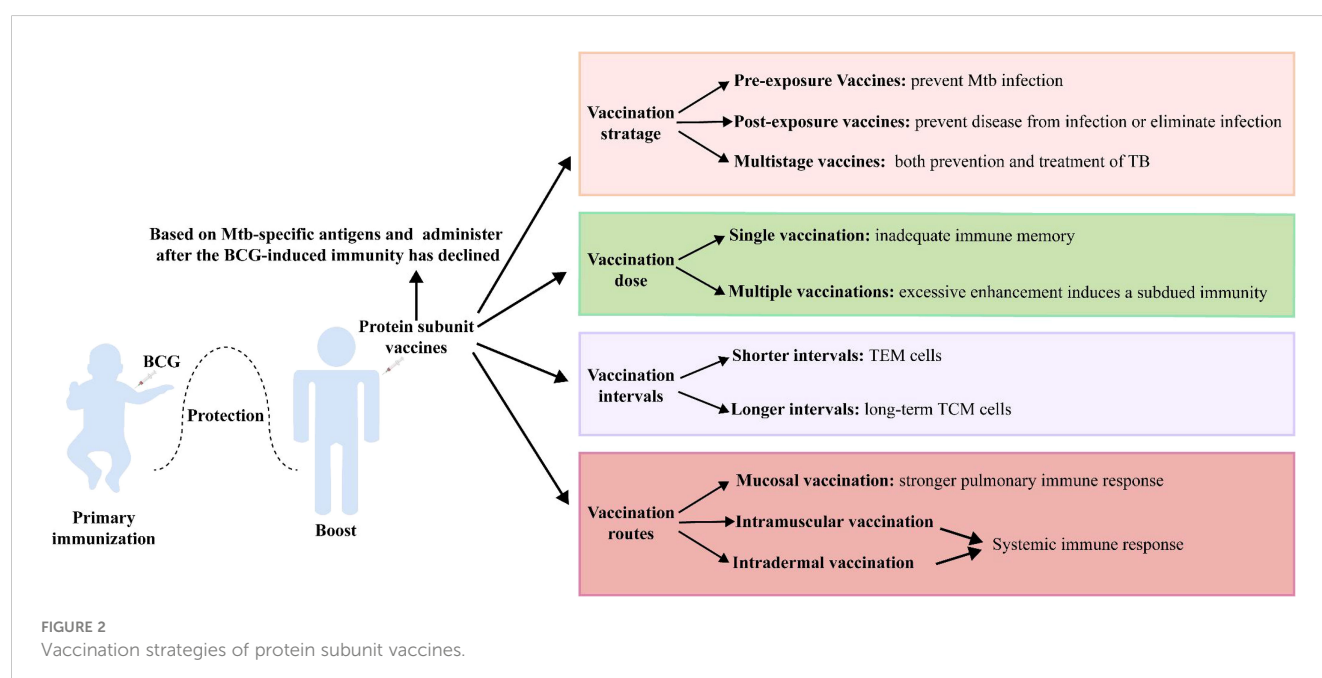 Based on Mtb-specific antigens and administer
after the BCG-induced immunity has declined
Protein subunit
vaccines
BCG
Protection
Primary
immunization
Boost
Vaccination
stratage
Pre-exposure Vaccines: prevent Mtb infection
Post-exposure vaccines: prevent disease from infection or eliminate infection
Multistage vaccines: both prevention and treatment of TB
Vaccination
dose
Single vaccination: inadequate immune memory
Multiple vaccinations: excessive enhancement induces a subdued immunity
Vaccination
intervals
Shorter intervals: TEM cells
Longer intervals: long-term TCM cells
Vaccination
routes
Mucosal vaccination: stronger pulmonary immune response
Intramuscular vaccination
Intradermal vaccination
Systemic immune response
FIGURE 2
Vaccination strategies of protein subunit vaccines.